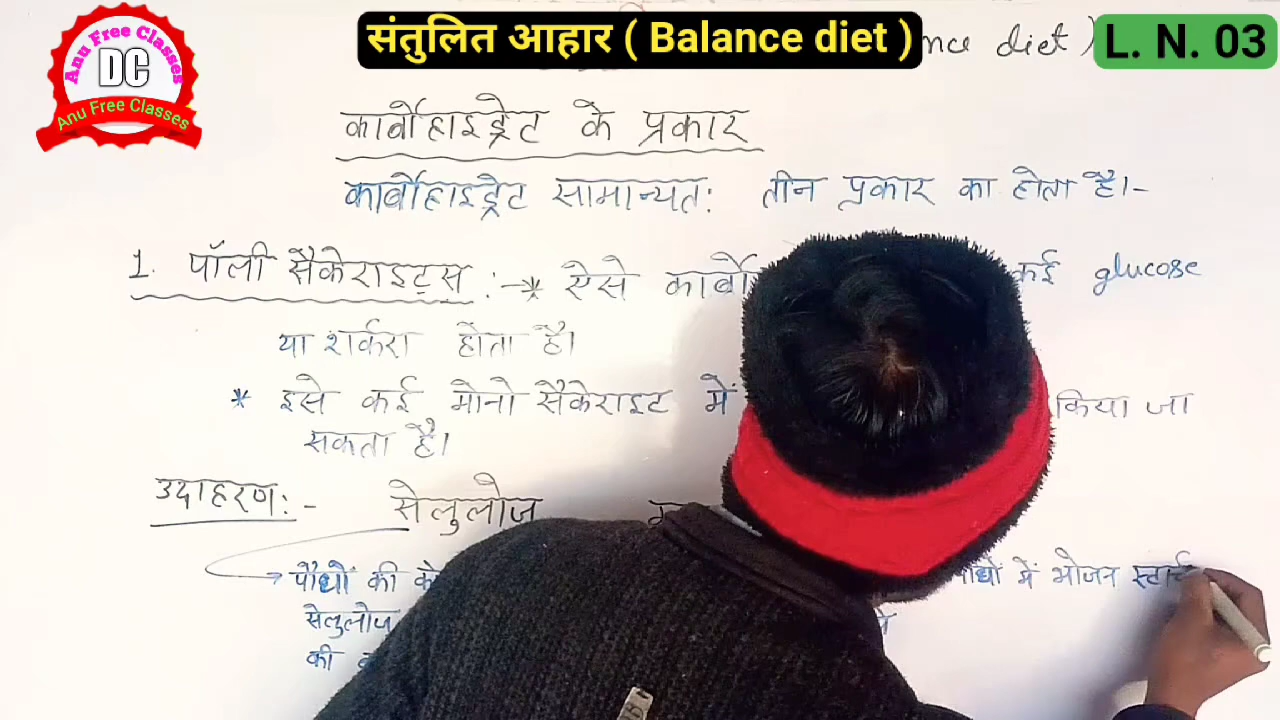 Anu Free Classes
DC
Anu Free Classes
संतुलित आहार ( Balance diet )
nce diet )
L. N. 03
कार्बोहाइड्रेट के प्रकार
कार्बोहाइड्रेट सामान्यत: तीन प्रकार का होता है।-
1. पॉली सैकेराइट्स :-→* ऐसे कार्बो कई glucose
या शर्करा होता है।
* इसे कई मोनो सैकेराइट में किया जा
सकता है।
उदाहरण:- सेलुलोज
→ पौधों की पौधों में भोजन स्टार्च
सेलुलोज
की